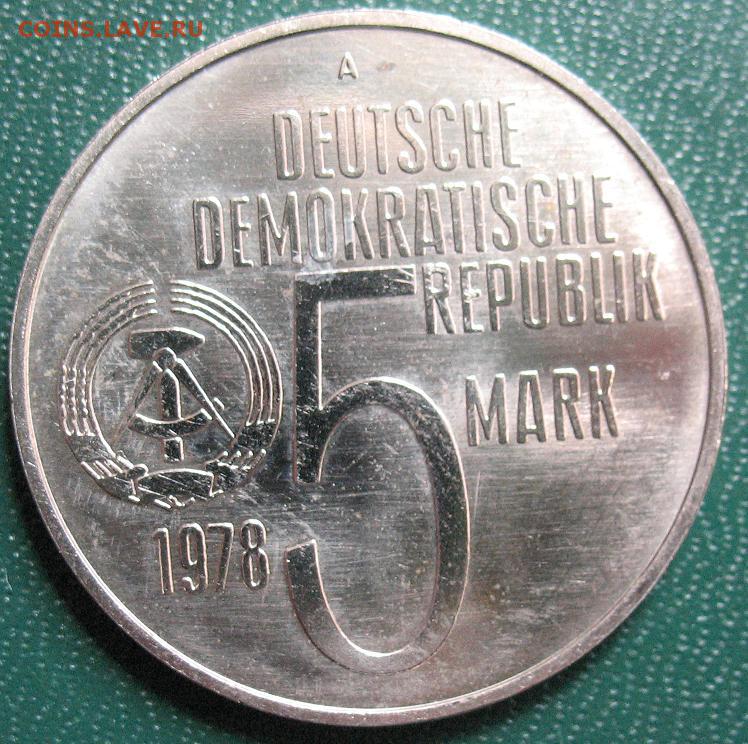 COINS.LAVE.RU
A
DEUTSCHE
DEMOKRATISCHE
REPUBLIK
5 MARK
1978